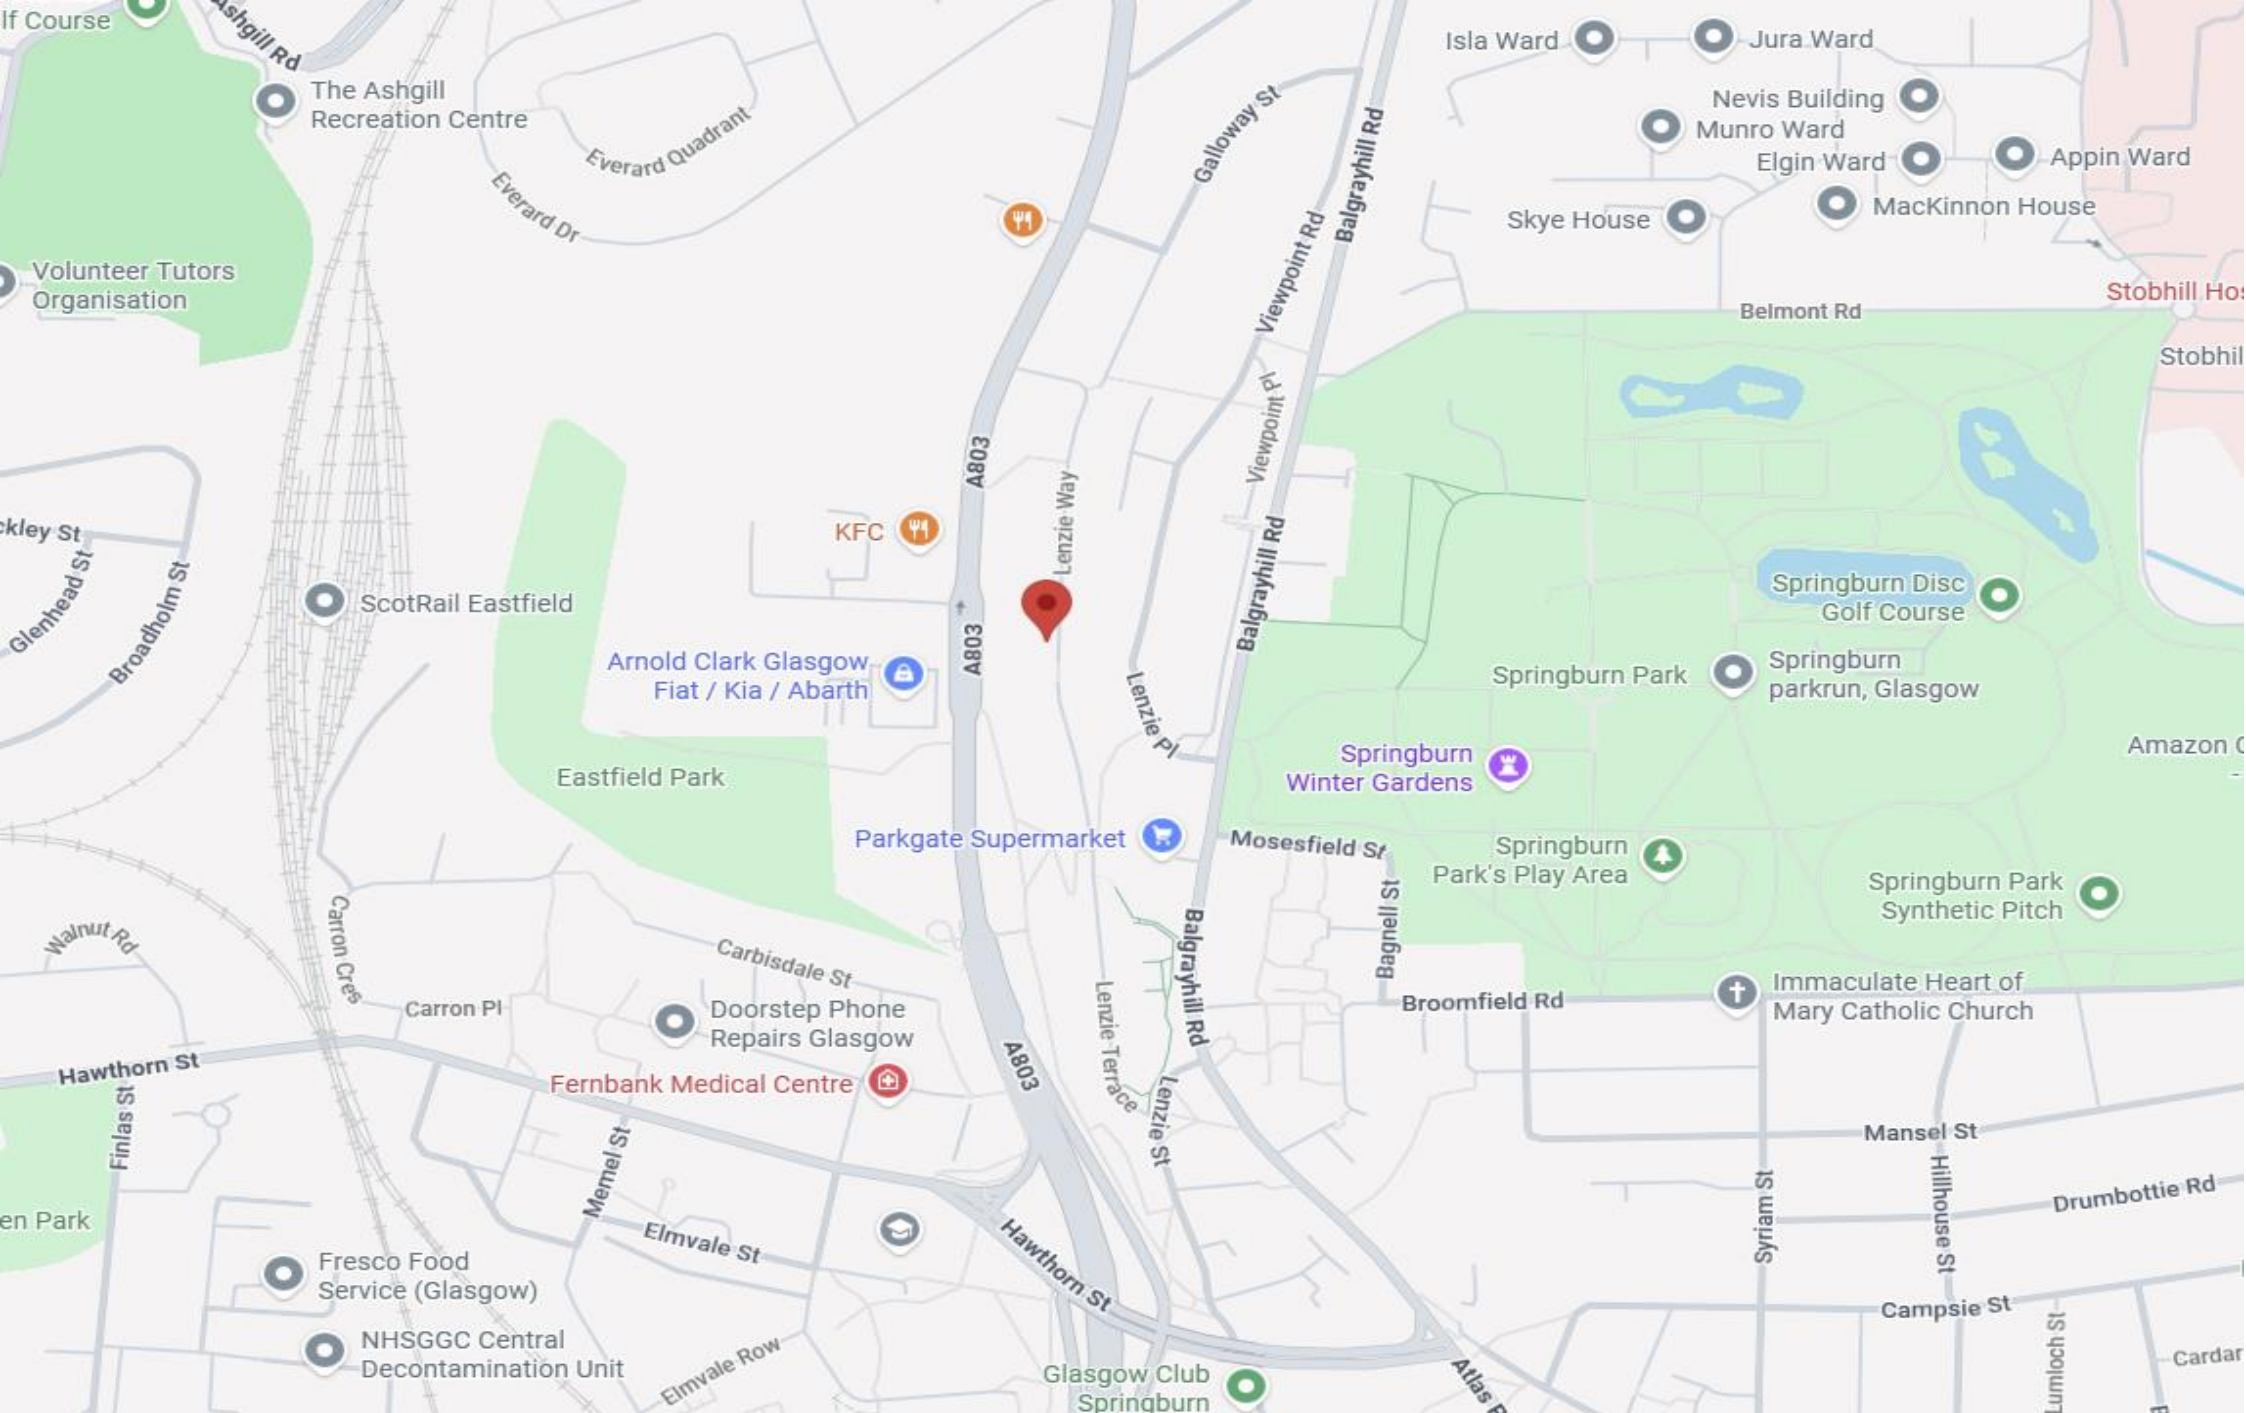 lf Course
Ashgill Rd
The Ashgill
Recreation Centre
Everard Quadrant
Everard Dr
Galloway St
Balgrayhill Rd
Viewpoint Rd
Isla Ward
Jura Ward
Nevis Building
Munro Ward
Elgin Ward
Appin Ward
Skye House
MacKinnon House
Volunteer Tutors
Organisation
Stobhill Hos
Belmont Rd
Stobhil
Viewpoint Pl
A803
Lenzie Way
KFC
ckley St
Glenhead St
Broadholm St
ScotRail Eastfield
Balgrayhill Rd
Springburn Disc
Golf Course
A803
Arnold Clark Glasgow
Fiat / Kia / Abarth
Lenzie Pl
Springburn Park
Springburn
parkrun, Glasgow
Eastfield Park
Springburn
Winter Gardens
Amazon
Parkgate Supermarket
Mosesfield St
Springburn
Park's Play Area
Springburn Park
Synthetic Pitch
Bagnell St
Balgrayhill Rd
Walnut Rd
Carron Cres
Carbisdale St
Carron Pl
Doorstep Phone
Repairs Glasgow
Lenzie Terrace
Broomfield Rd
Immaculate Heart of
Mary Catholic Church
Hawthorn St
A803
Fernbank Medical Centre
Lenzie St
Finlas St
Memel St
Mansel St
Syriam St
Hillhouse St
Drumbottie Rd
en Park
Elmvale St
Hawthorn St
Fresco Food
Service (Glasgow)
Campsie St
NHSGGC Central
Decontamination Unit
Elmvale Row
Glasgow Club
Springburn
Atlas
Lumloch St
Cardar